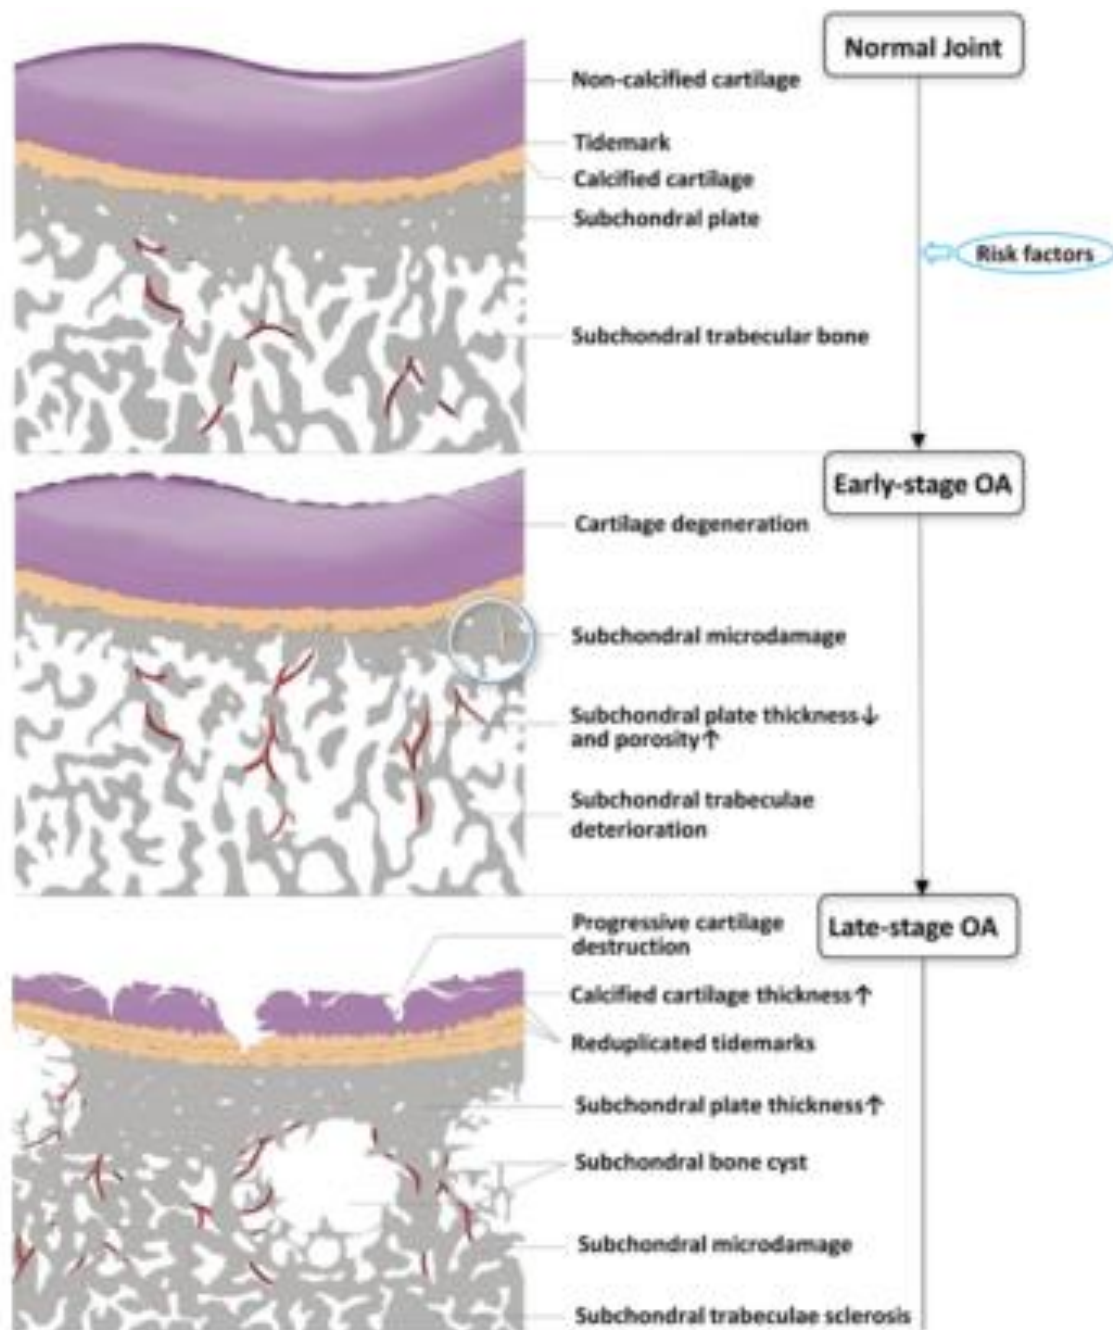 Normal Joint
Non-calcified cartilage
Tidemark
Calcified cartilage
Subchondral plate
Risk factors
Subchondral trabecular bone
Early-stage OA
Cartilage degeneration
Subchondral microdamage
Subchondral plate thickness↓
and porosity↑
Subchondral trabeculae
deterioration
Late-stage OA
Progressive cartilage
destruction
Calcified cartilage thickness↑
Reduplicated tidemarks
Subchondral plate thickness↑
Subchondral bone cyst
Subchondral microdamage
Subchondral trabeculae sclerosis